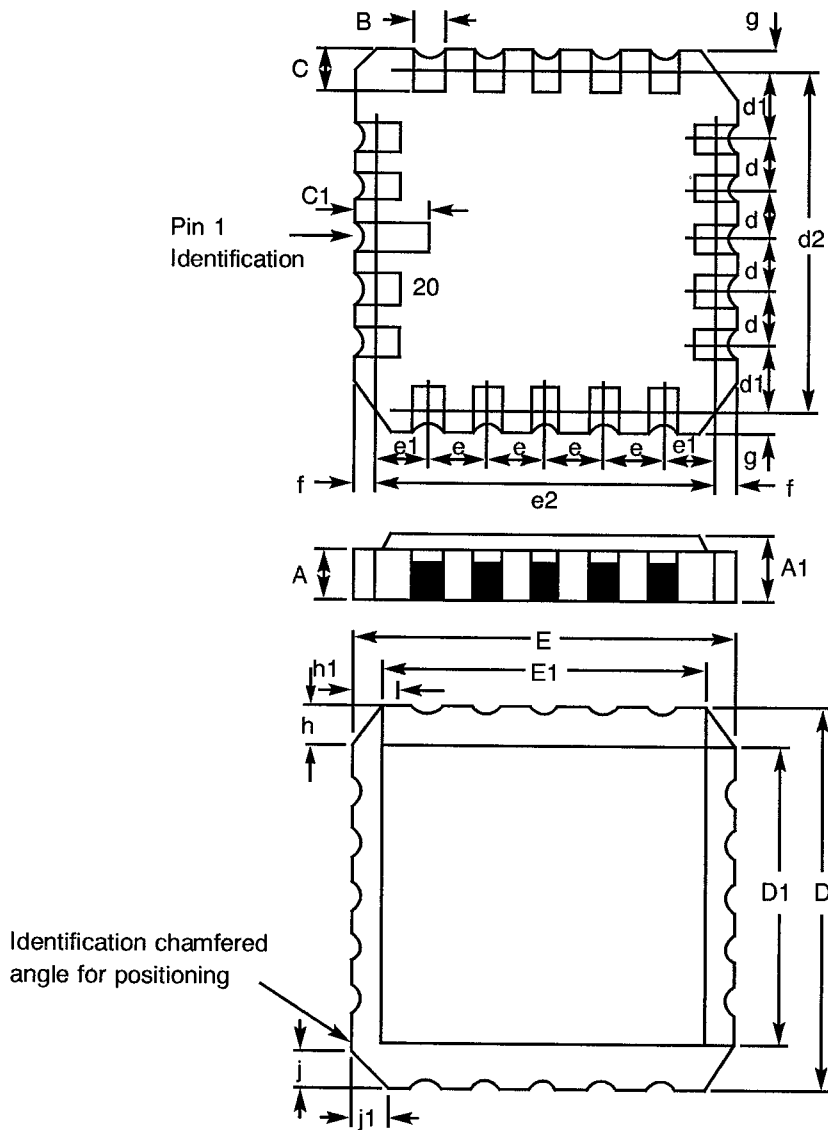 B
g
C
d1
d
C1
Pin 1
Identification
d
d2
d
20
d
d1
e1
e
e
e
e
e1
g
f
e2
f
A
A1
E
h1
E1
h
D1
D
Identification chamfered
angle for positioning
j
j1